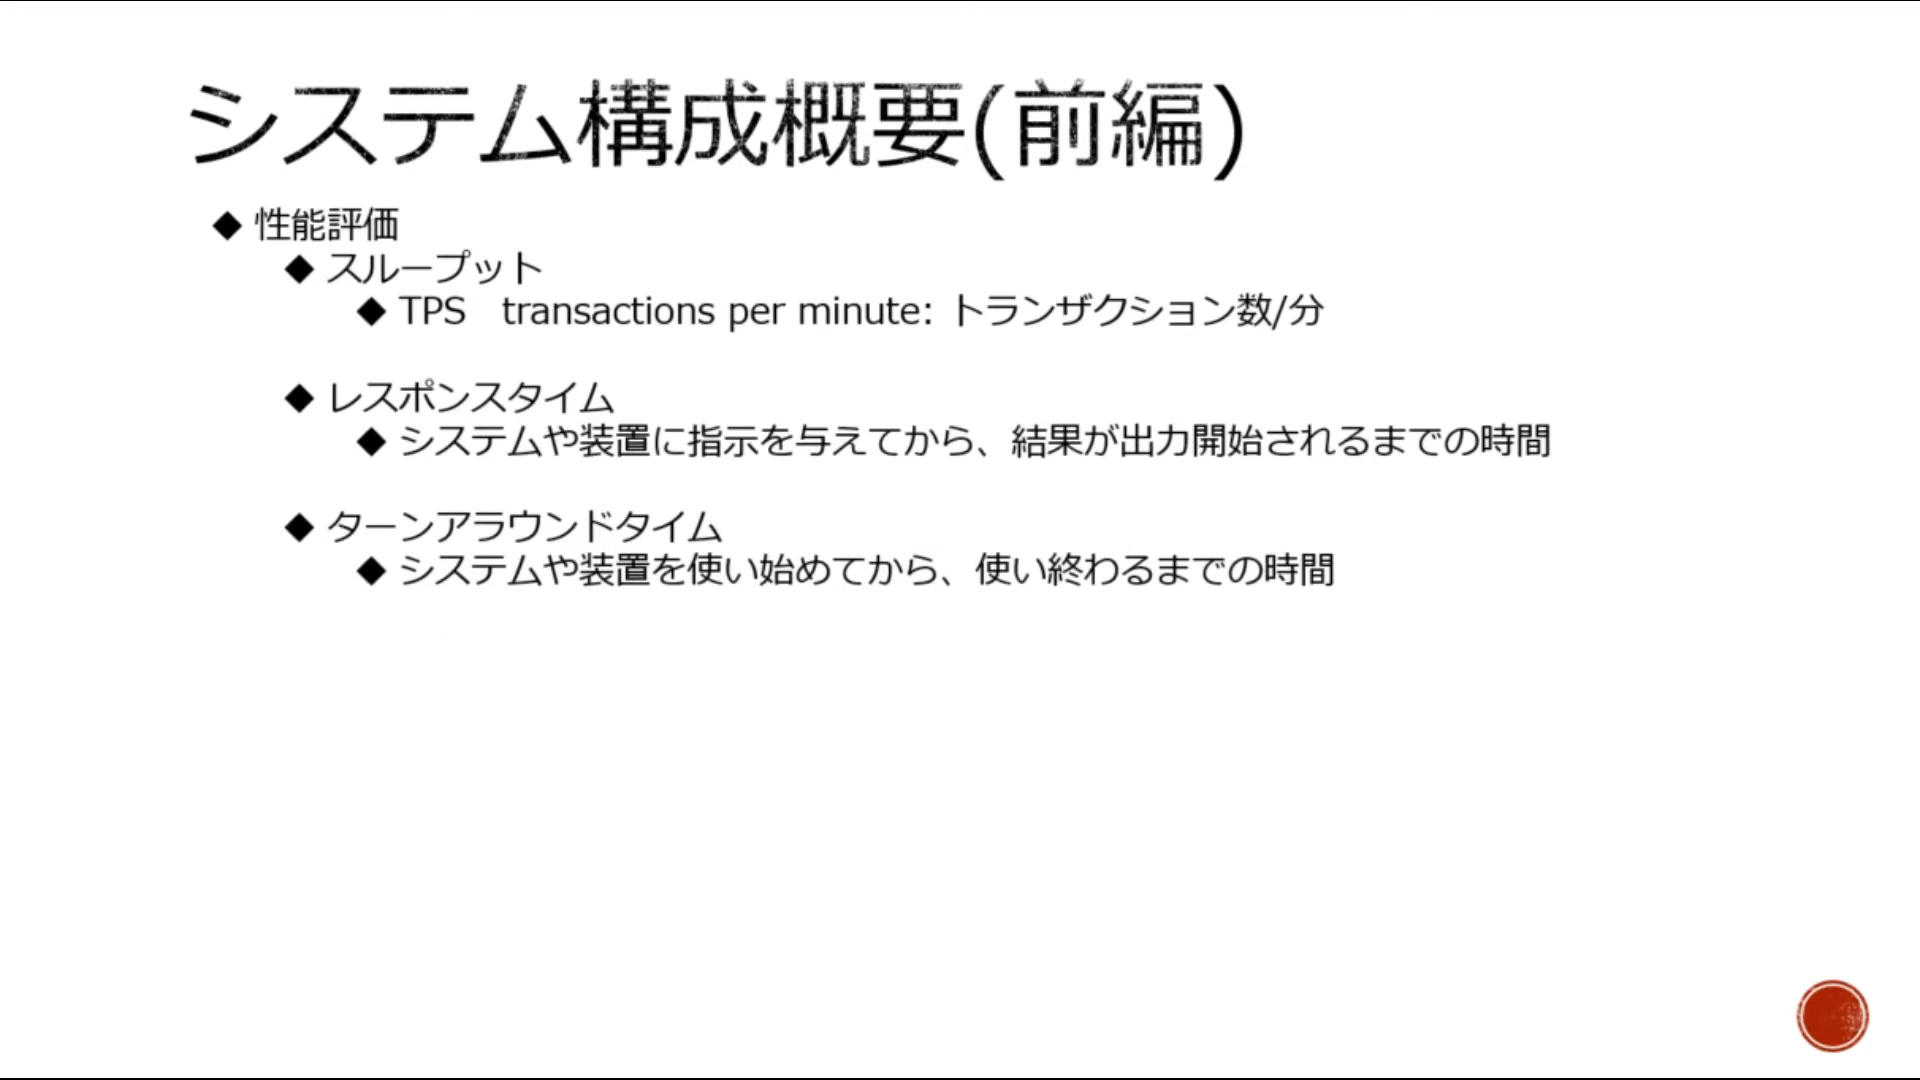 システム構成概要(前編)
◆ 性能評価
◆ スループット
◆ TPS　transactions per minute: トランザクション数/分
◆ レスポンスタイム
◆ システムや装置に指示を与えてから、結果が出力開始されるまでの時間
◆ ターンアラウンドタイム
◆ システムや装置を使い始めてから、使い終わるまでの時間